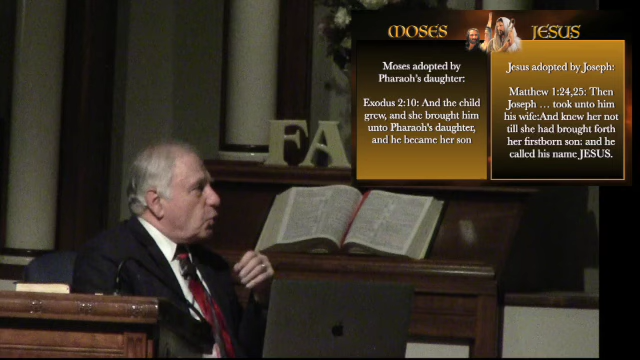 MOSES
Moses adopted by
Pharaoh's daughter:
Exodus 2:10: And the child
grew, and she brought him
unto Pharaoh's daughter,
and he became her son
JESUS
Jesus adopted by Joseph:
Matthew 1:24,25: Then
Joseph ... took unto him
his wife:And knew her not
till she had brought forth
her firstborn son: and he
called his name JESUS.
FA